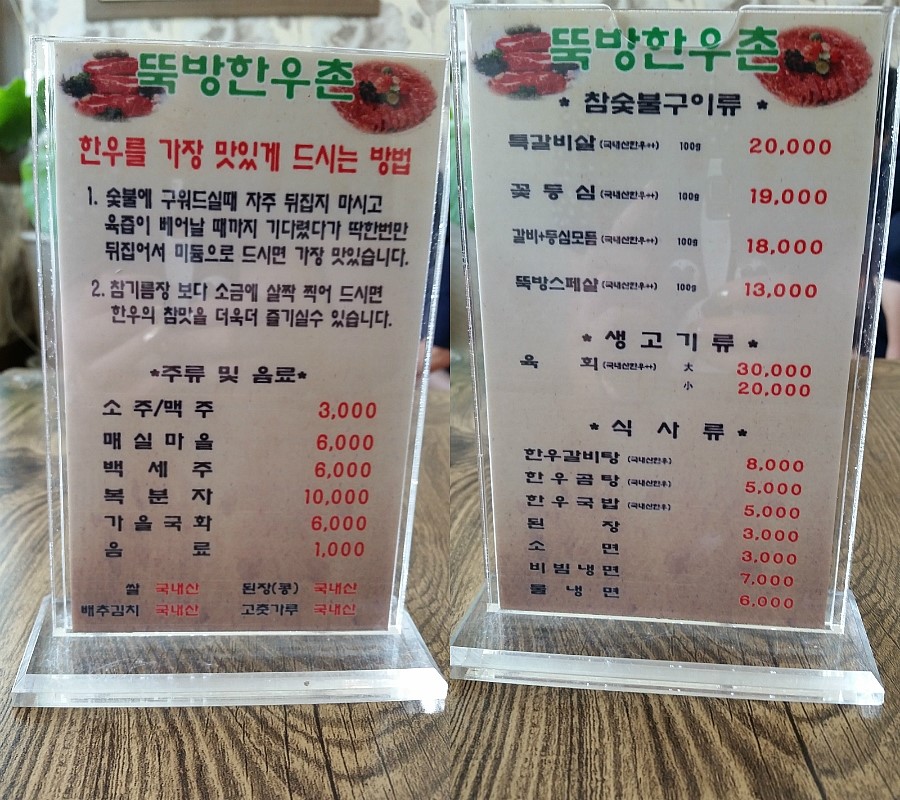 뚝방한우촌
한우를 가장 맛있게 드시는 방법
1. 숯불에 구워드실때 자주 뒤집지 마시고
육즙이 베어날 때까지 기다렸다가 딱한번만
뒤집어서 미듐으로 드시면 가장 맛있습니다.
2. 참기름장 보다 소금에 살짝 찍어 드시면
한우의 참맛을 더욱더 즐기실수 있습니다.
*주류 및 음료*
소주/맥주 3,000
매실마을 6,000
백세주 6,000
복분자 10,000
가을국화 6,000
음료 1,000
쌀 국내산 된장(콩) 국내산
배추김치 국내산 고춧가루 국내산
뚝방한우촌
* 참숯불구이류 *
특갈비살 (국내산한우++) 100g 20,000
꽃등심 (국내산한우++) 100g 19,000
갈비+등심모듬 (국내산한우++) 100g 18,000
뚝방스페샬 (국내산한우++) 100g 13,000
* 생고기류 *
육회 (국내산한우++) 大 30,000
小 20,000
* 식사류 *
한우갈비탕 (국내산한우) 8,000
한우곰탕 (국내산한우) 5,000
한우국밥 (국내산한우) 5,000
된장 3,000
소면 3,000
비빔냉면 7,000
물냉면 6,000